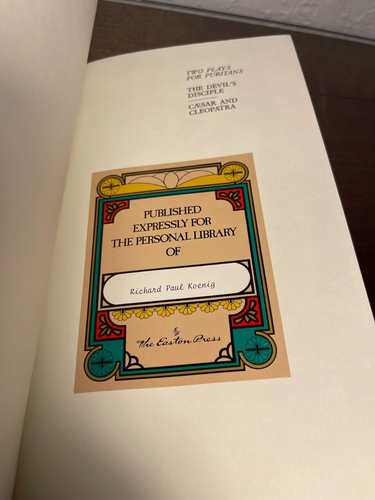 TWO PLAYS
FOR PURITANS
THE DEVIL'S
DISCIPLE
CÆSAR AND
CLEOPATRA
PUBLISHED
EXPRESSLY FOR
THE PERSONAL LIBRARY
OF
Richard Paul Koenig
The Easton Press